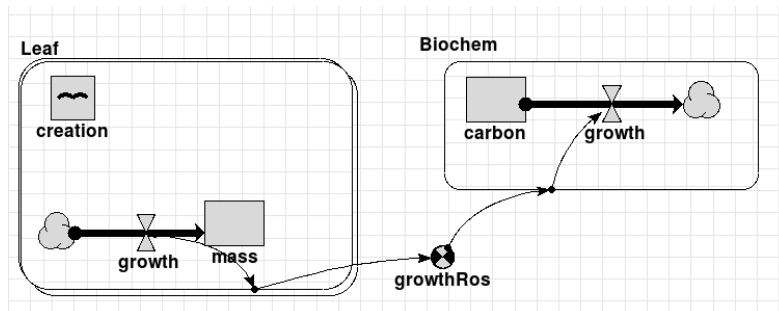 Leaf
Biochem
creation
carbon
growth
growth
mass
growthRos